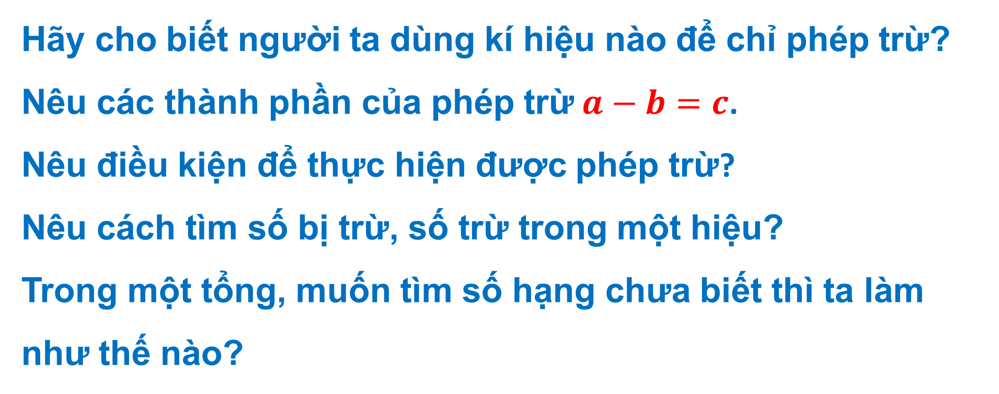 Hãy cho biết người ta dùng kí hiệu nào để chỉ phép trừ?
Nêu các thành phần của phép trừ a − b = c.
Nêu điều kiện để thực hiện được phép trừ?
Nêu cách tìm số bị trừ, số trừ trong một hiệu?
Trong một tổng, muốn tìm số hạng chưa biết thì ta làm
như thế nào?